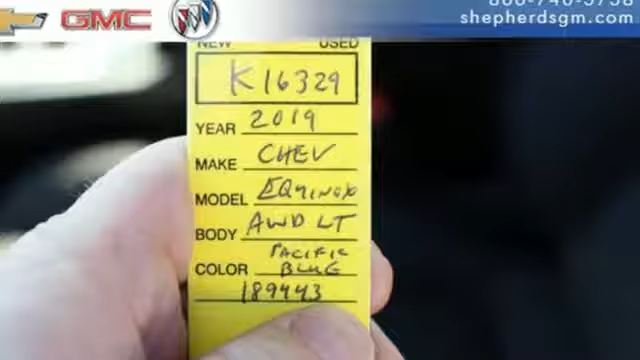 GMC
shepherdsgm.com
NEW USED
K16329
YEAR 2019
MAKE CHEV
MODEL EQUINOX
BODY AWD LT
COLOR PACIFIC BLUE
189443